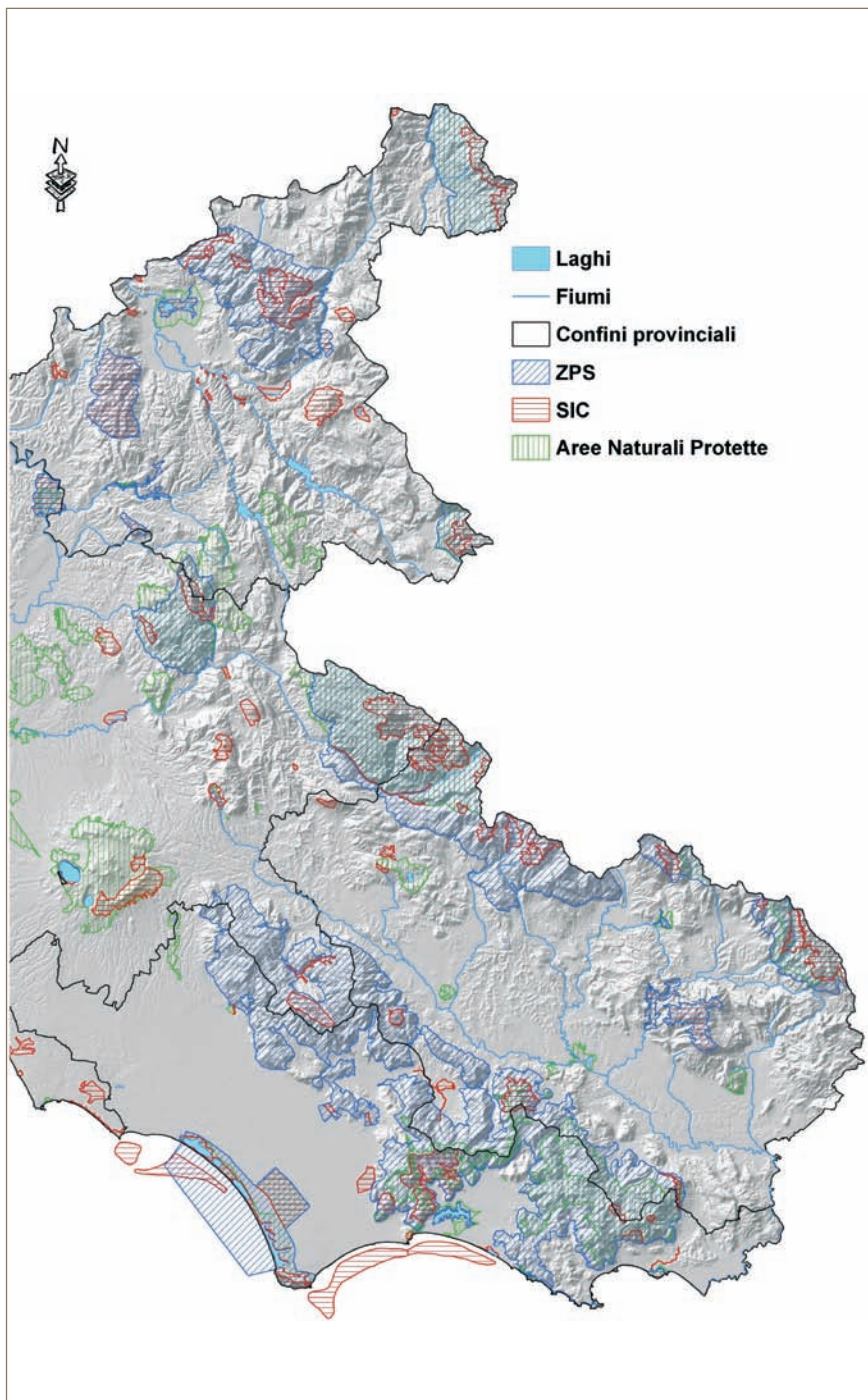 N
Laghi
Fiumi
Confini provinciali
ZPS
SIC
Aree Naturali Protette